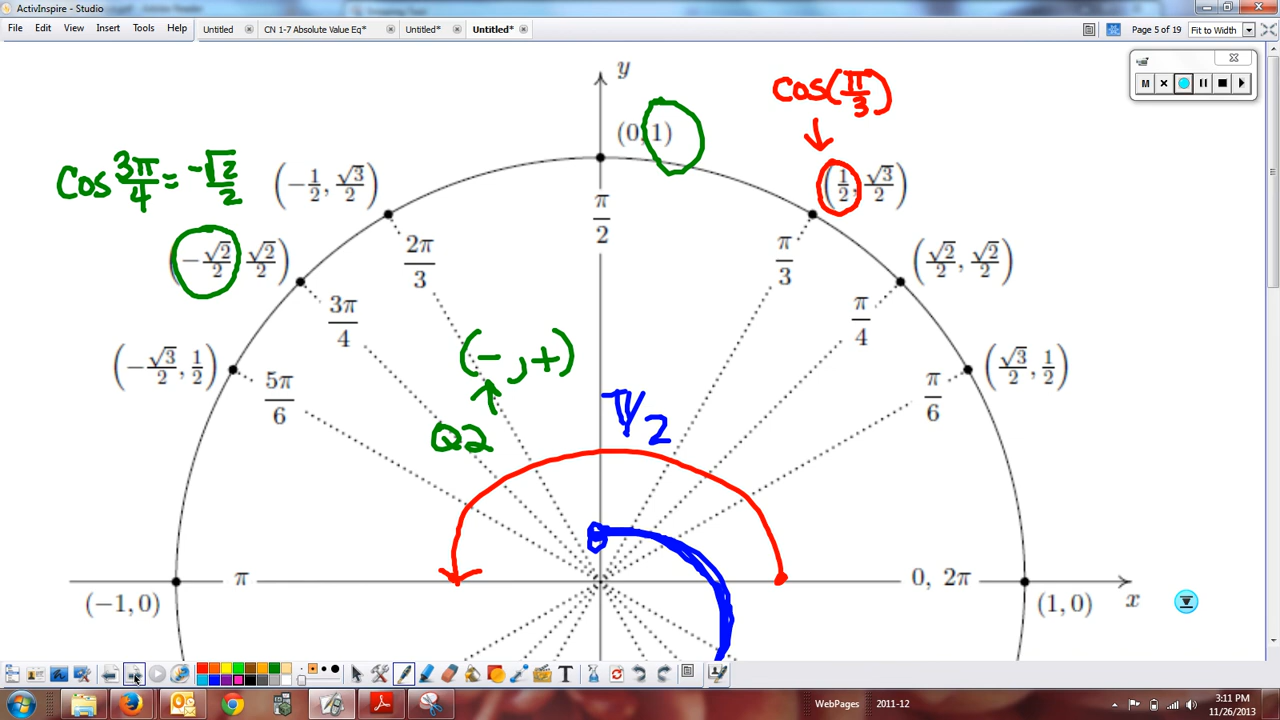 ActivInspire - Studio
File Edit View Insert Tools Help
Untitled
CN 1-7 Absolute Value Eq*
Untitled*
Untitled*
Page 5 of 19
Fit to Width
M
y
cos(π/3)
(0, 1)
cos 3π/4 = -√2/2
(−1/2, √3/2)
(1/2, √3/2)
π/2
2π/3
π/3
(−√2/2, √2/2)
(√2/2, √2/2)
3π/4
π/4
(−√3/2, 1/2)
(√3/2, 1/2)
5π/6
π/6
(−, +)
π/2
Q2
π
0, 2π
(−1, 0)
(1, 0)
x
T
WebPages
2011-12
3:11 PM
11/26/2013